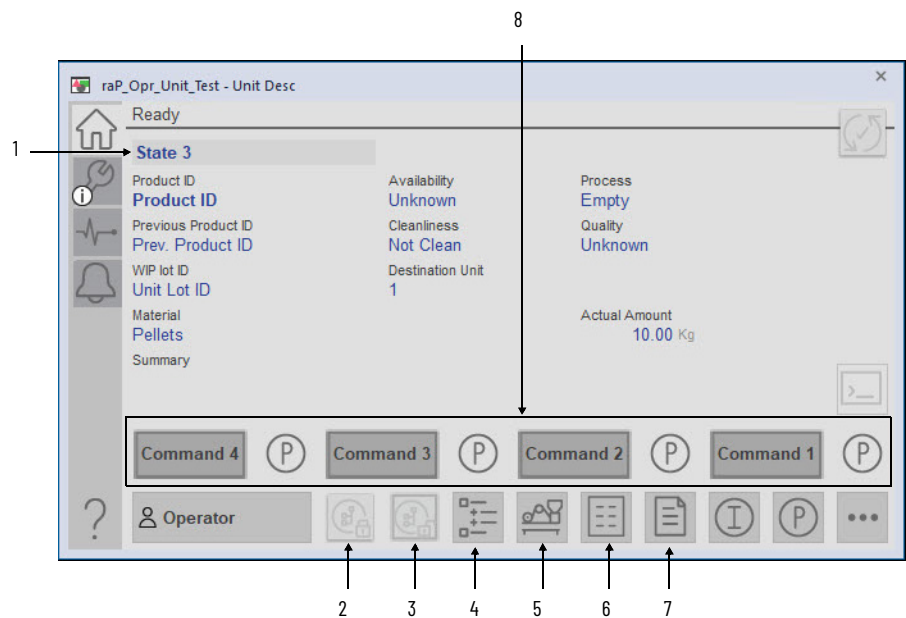 8
raP_Opr_Unit_Test - Unit Desc
Ready
1
State 3
Product ID Availability Process
Product ID Unknown Empty
Previous Product ID Cleanliness Quality
Prev. Product ID Not Clean Unknown
WIP lot ID Destination Unit
Unit Lot ID 1
Material Actual Amount
Pellets 10.00 Kg
Summary
>_
Command 4 P Command 3 P Command 2 P Command 1 P
? Operator I P •••
2 3 4 5 6 7